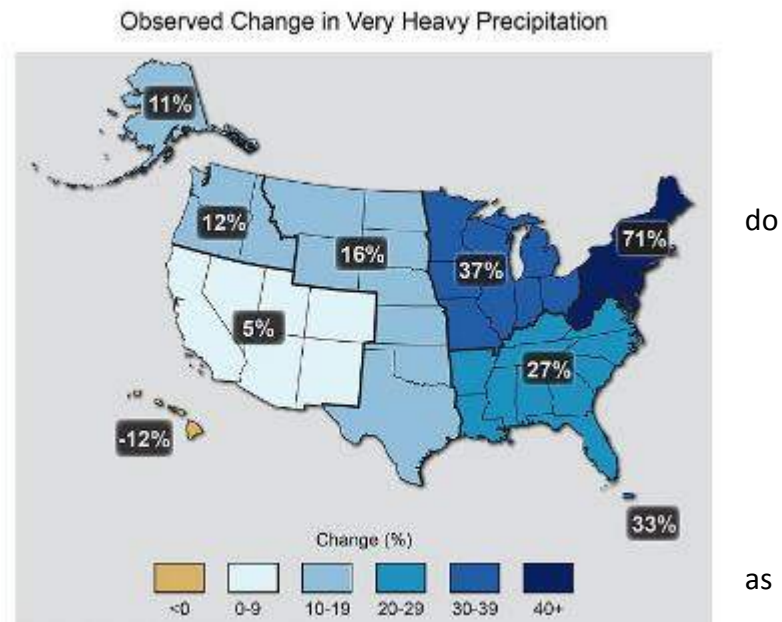 Observed Change in Very Heavy Precipitation
11%
do
12%
71%
16%
37%
5%
27%
-12%
33%
Change (%)
as
<0 0-9 10-19 20-29 30-39 40+